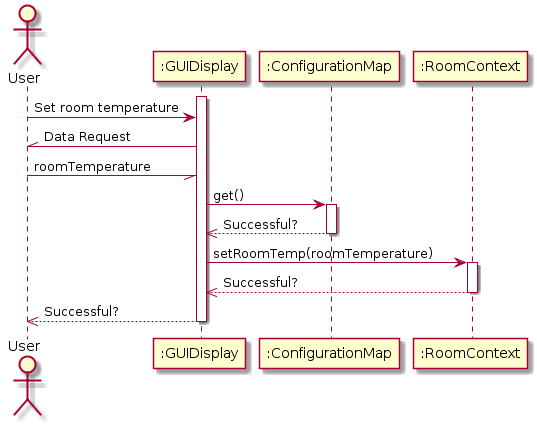 User
:GUIDisplay
:ConfigurationMap
:RoomContext
Set room temperature
Data Request
roomTemperature
get()
Successful?
setRoomTemp(roomTemperature)
Successful?
Successful?
User
:GUIDisplay
:ConfigurationMap
:RoomContext